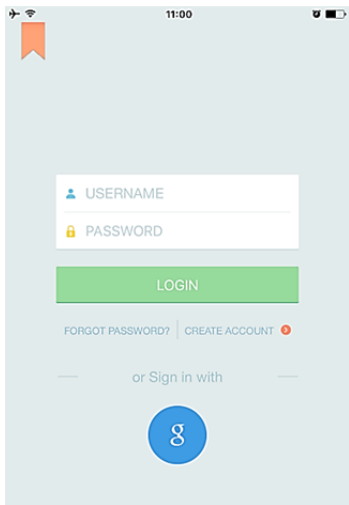 11:00
USERNAME
PASSWORD
LOGIN
FORGOT PASSWORD? CREATE ACCOUNT
or Sign in with
g